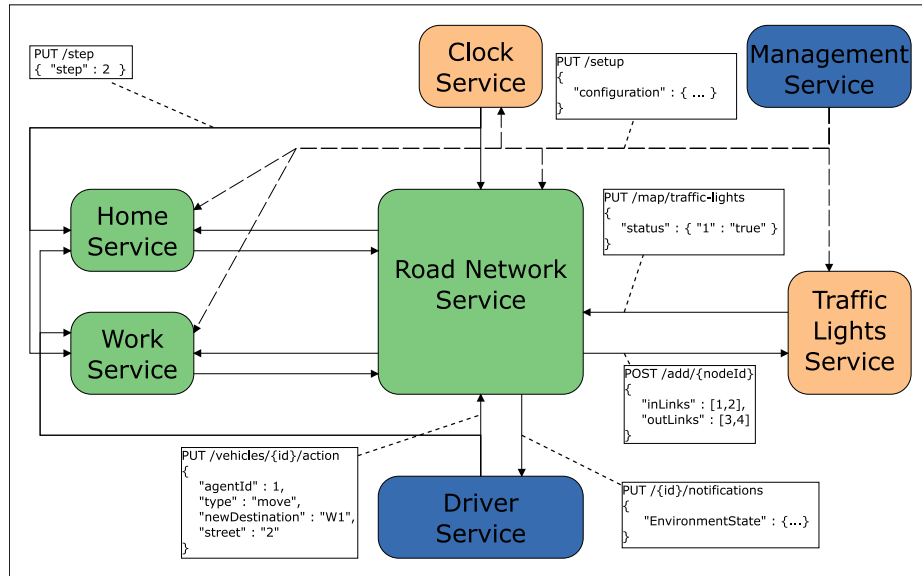 PUT /step
{ "step" : 2 }
Clock
Service
PUT /setup
{
"configuration" : { ... }
}
Management
Service
Home
Service
Road Network
Service
PUT /map/traffic-lights
{
"status" : { "1" : "true" }
}
Work
Service
Traffic
Lights
Service
POST /add/{nodeId}
{
"inLinks" : [1,2],
"outLinks" : [3,4]
}
PUT /vehicles/{id}/action
{
"agentId" : 1,
"type" : "move",
"newDestination" : "W1",
"street" : "2"
}
Driver
Service
PUT /{id}/notifications
{
"EnvironmentState" : {...}
}